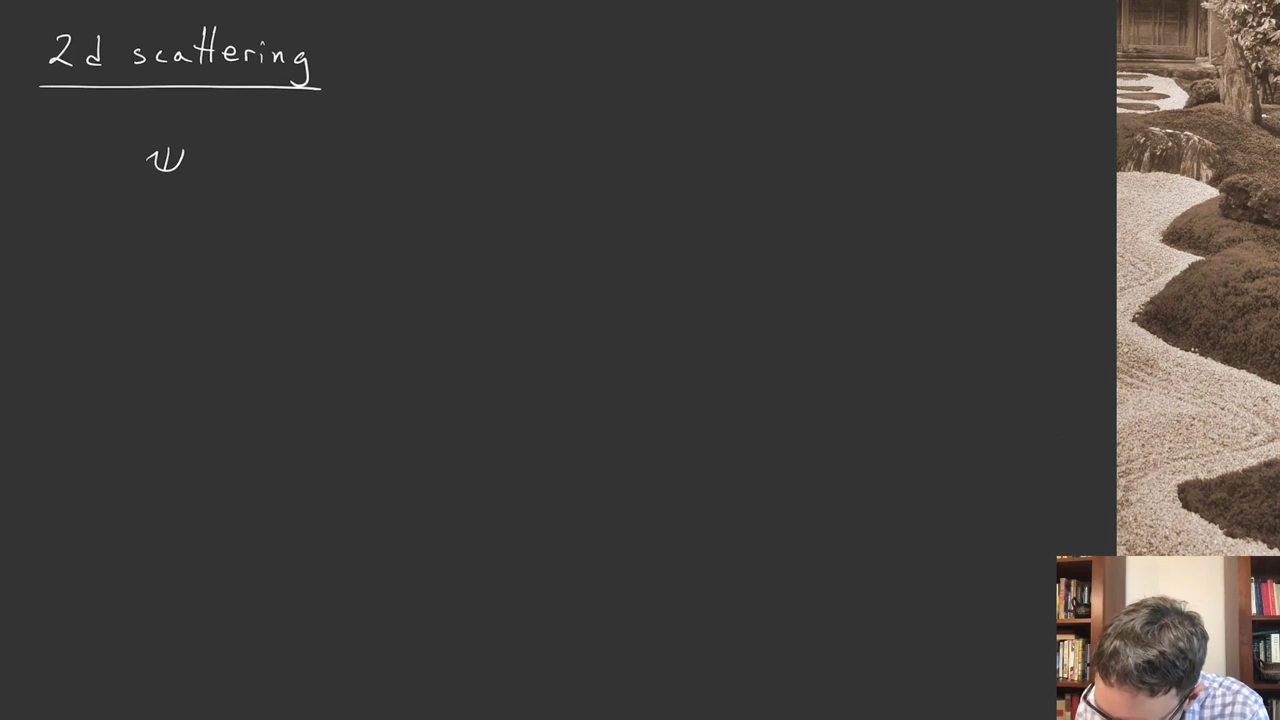 2d scattering
ψ